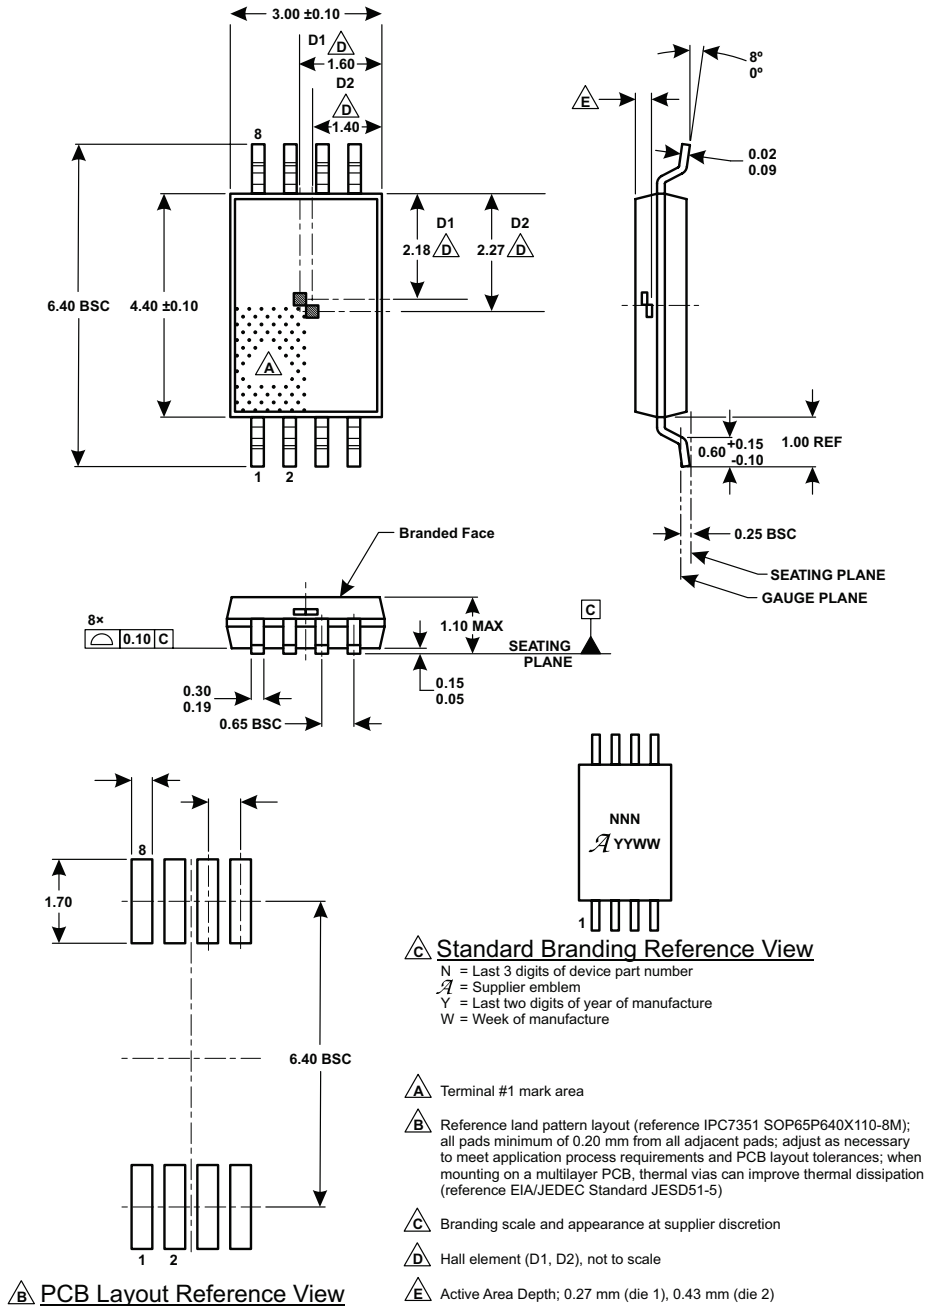 3.00 ±0.10
D1 D
1.60
D2
D
1.40
8
8º
0º
E
0.02
0.09
D1
2.18 D
D2
2.27 D
6.40 BSC
4.40 ±0.10
A
1 2
0.60 +0.15
-0.10
1.00 REF
0.25 BSC
SEATING PLANE
GAUGE PLANE
Branded Face
8×
0.10 C
1.10 MAX
C
SEATING
PLANE
0.30
0.19
0.15
0.05
0.65 BSC
8
1.70
6.40 BSC
1 2
B PCB Layout Reference View
NNN
A YYWW
1
C Standard Branding Reference View
N = Last 3 digits of device part number
A = Supplier emblem
Y = Last two digits of year of manufacture
W = Week of manufacture
A Terminal #1 mark area
B Reference land pattern layout (reference IPC7351 SOP65P640X110-8M);
all pads minimum of 0.20 mm from all adjacent pads; adjust as necessary
to meet application process requirements and PCB layout tolerances; when
mounting on a multilayer PCB, thermal vias can improve thermal dissipation
(reference EIA/JEDEC Standard JESD51-5)
C Branding scale and appearance at supplier discretion
D Hall element (D1, D2), not to scale
E Active Area Depth; 0.27 mm (die 1), 0.43 mm (die 2)